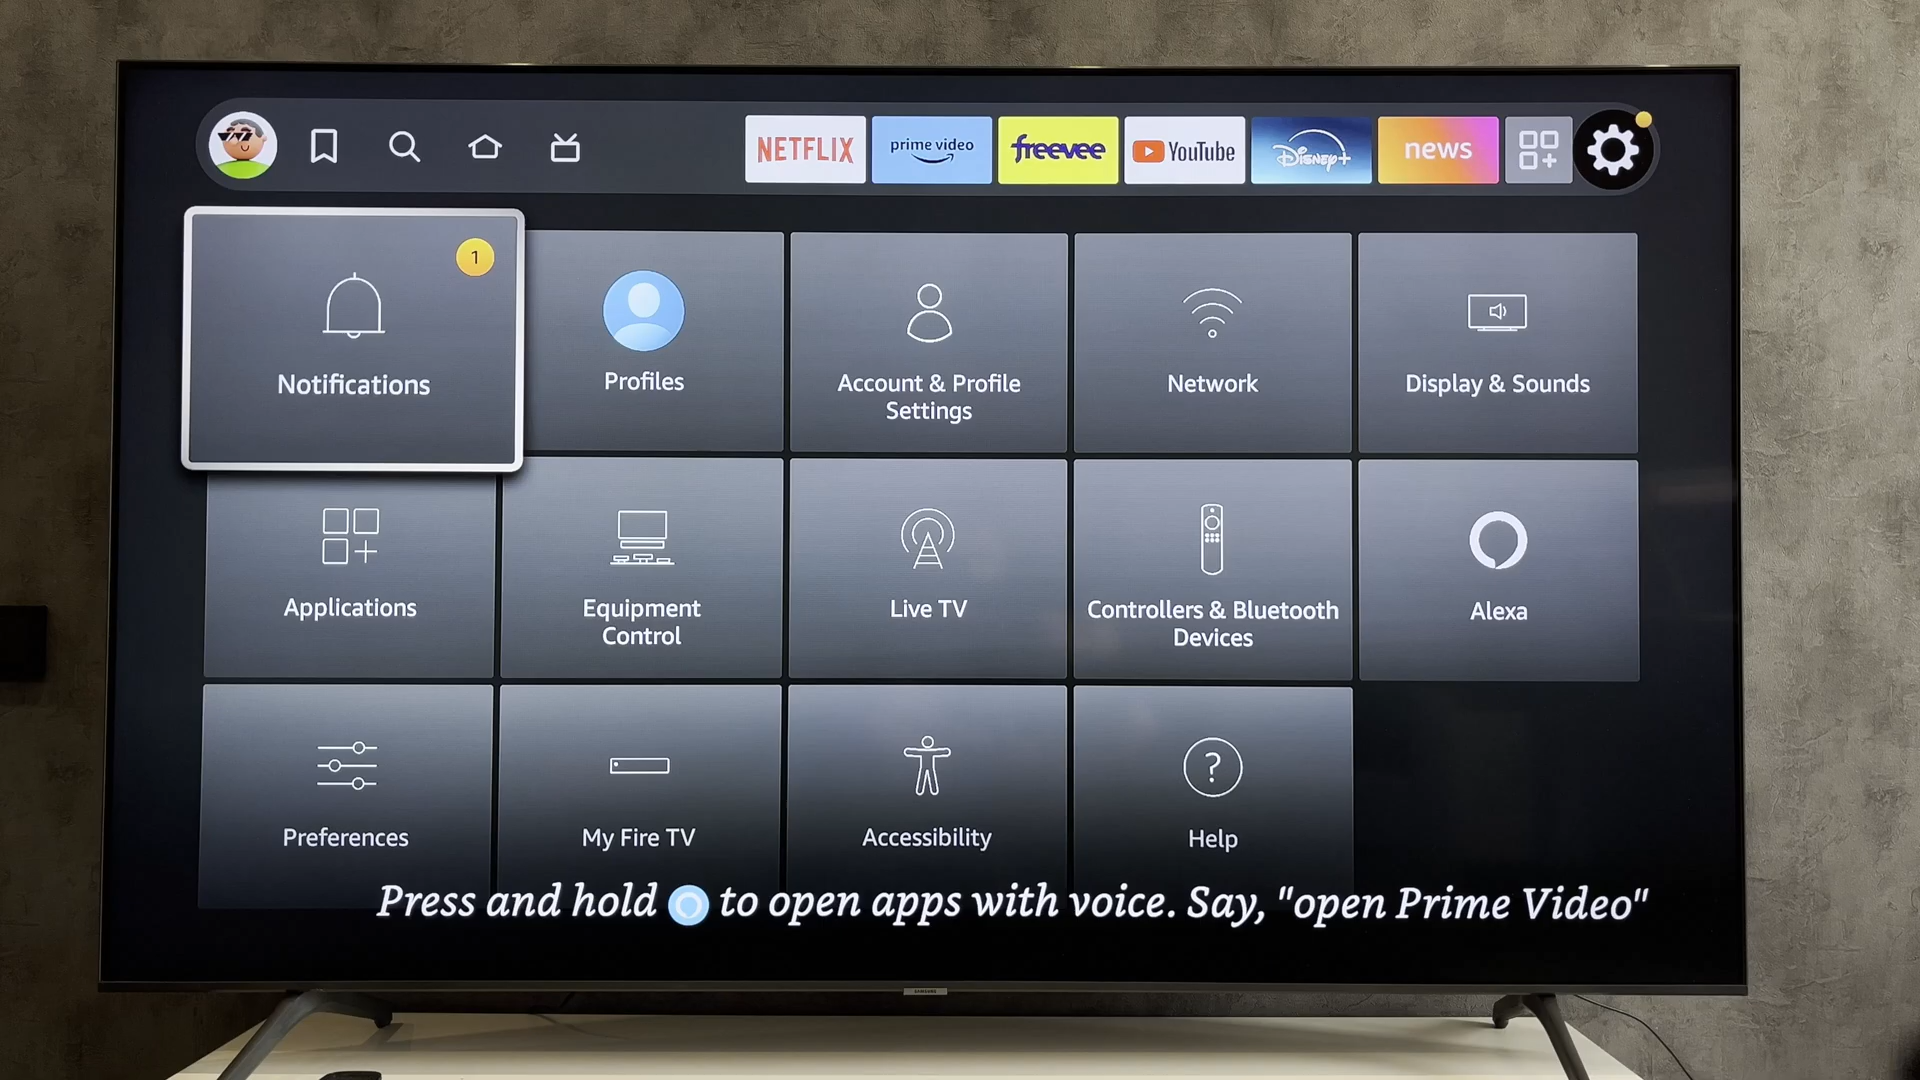 NETFLIX
prime video
freevee
YouTube
Disney+
news
1
Notifications
Profiles
Account & Profile
Settings
Network
Display & Sounds
Applications
Equipment
Control
Live TV
Controllers & Bluetooth
Devices
Alexa
Preferences
My Fire TV
Accessibility
Help
Press and hold to open apps with voice. Say, "open Prime Video"
SAMSUNG